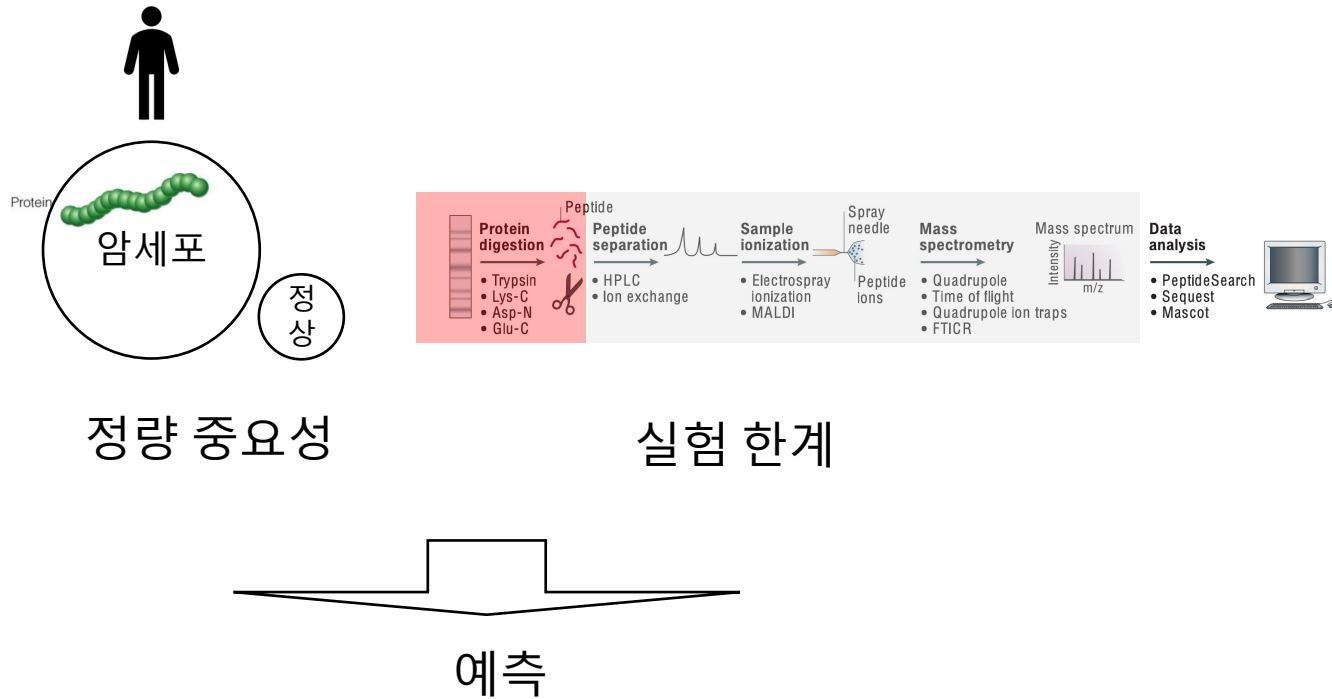 Protein
암세포
정
상
Protein
digestion
• Trypsin
• Lys-C
• Asp-N
• Glu-C
Peptide
Peptide
separation
• HPLC
• Ion exchange
Sample
ionization
• Electrospray
ionization
• MALDI
Spray
needle
Peptide
ions
Mass
spectrometry
• Quadrupole
• Time of flight
• Quadrupole ion traps
• FTICR
Mass spectrum
Intensity
m/z
Data
analysis
• PeptideSearch
• Sequest
• Mascot
정량 중요성
실험 한계
예측